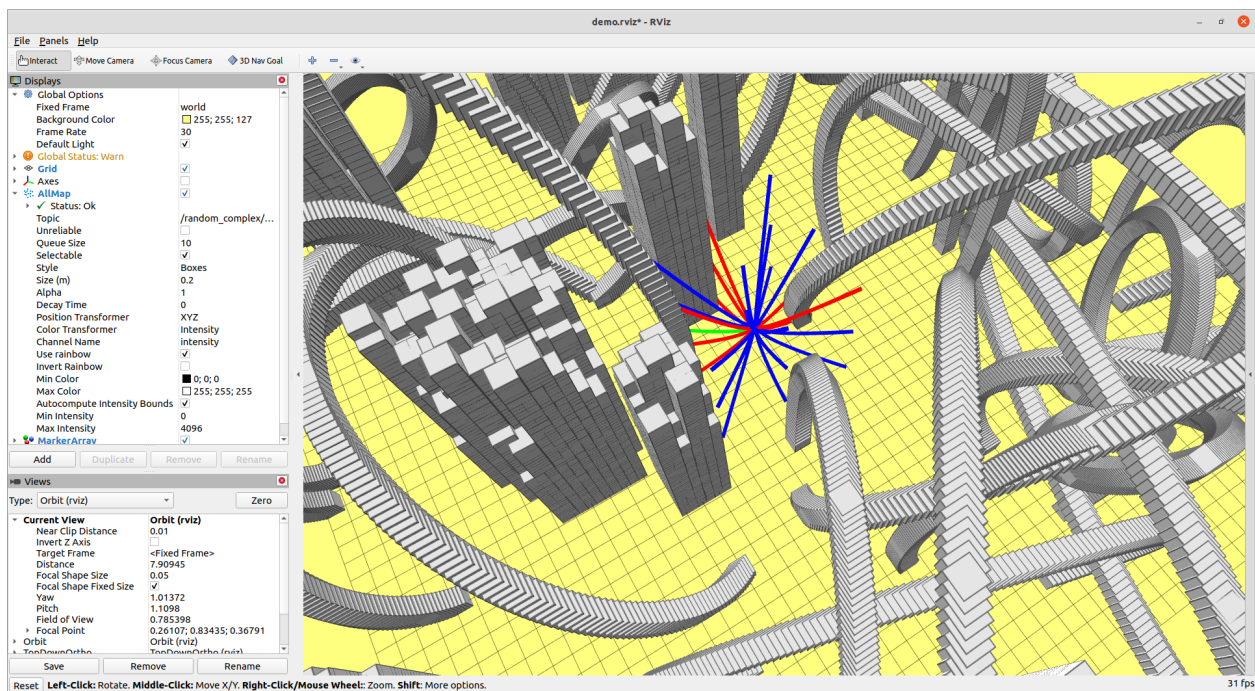 demo.rviz* - RViz
File Panels Help
Interact Move Camera Focus Camera 3D Nav Goal
Displays
Global Options
Fixed Frame world
Background Color 255; 255; 127
Frame Rate 30
Default Light
Global Status: Warn
Grid
Axes
AllMap
Status: Ok
Topic /random_complex/...
Unreliable
Queue Size 10
Selectable
Style Boxes
Size (m) 0.2
Alpha 1
Decay Time 0
Position Transformer XYZ
Color Transformer Intensity
Channel Name intensity
Use rainbow
Invert Rainbow
Min Color 0; 0; 0
Max Color 255; 255; 255
Autocompute Intensity Bounds
Min Intensity 0
Max Intensity 4096
MarkerArray
Add Duplicate Remove Rename
Views
Type: Orbit (rviz) Zero
Current View Orbit (rviz)
Near Clip Distance 0.01
Invert Z Axis
Target Frame <Fixed Frame>
Distance 7.90945
Focal Shape Size 0.05
Focal Shape Fixed Size
Yaw 1.01372
Pitch 1.1098
Field of View 0.785398
Focal Point 0.26107; 0.83435; 0.36791
Orbit Orbit (rviz)
TopDownOrtho TopDownOrtho (rviz)
Save Remove Rename
Reset Left-Click: Rotate. Middle-Click: Move X/Y. Right-Click/Mouse Wheel:: Zoom. Shift: More options. 31 fps